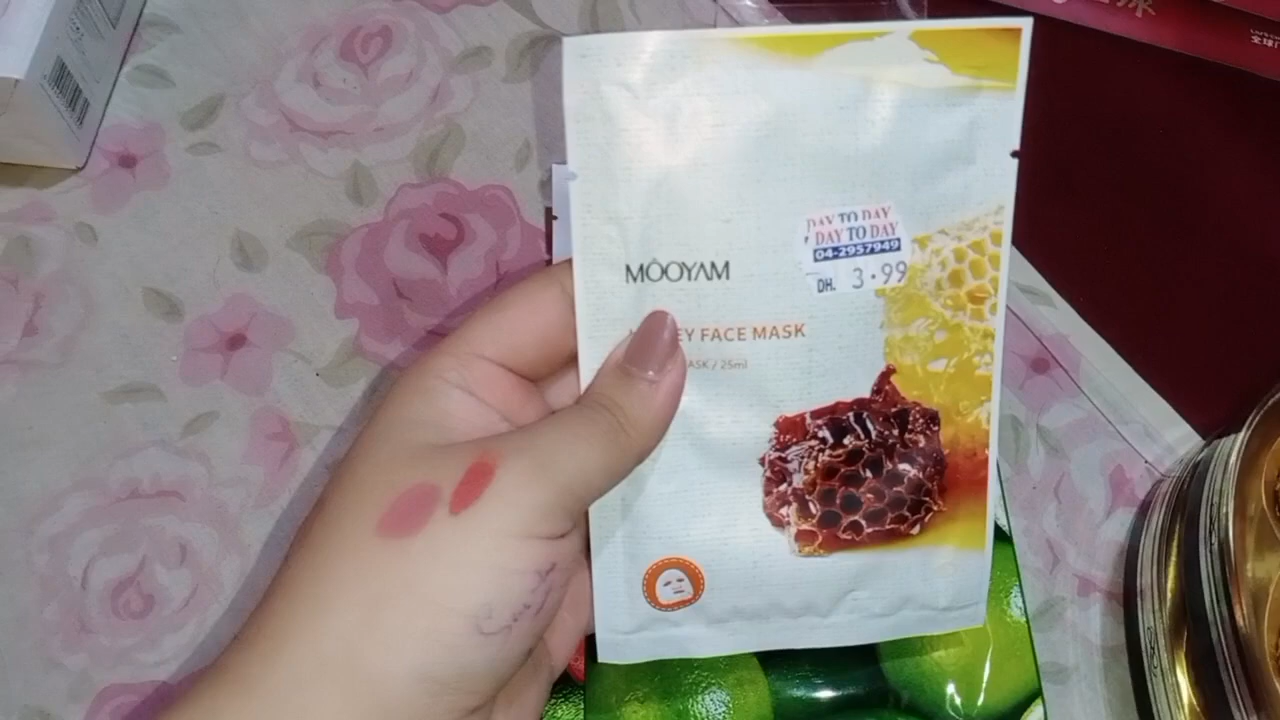 MÔOYAM
EY FACE MASK
ASK / 25ml
DAY TO DAY
DAY TO DAY
04-2957949
DH. 3.99